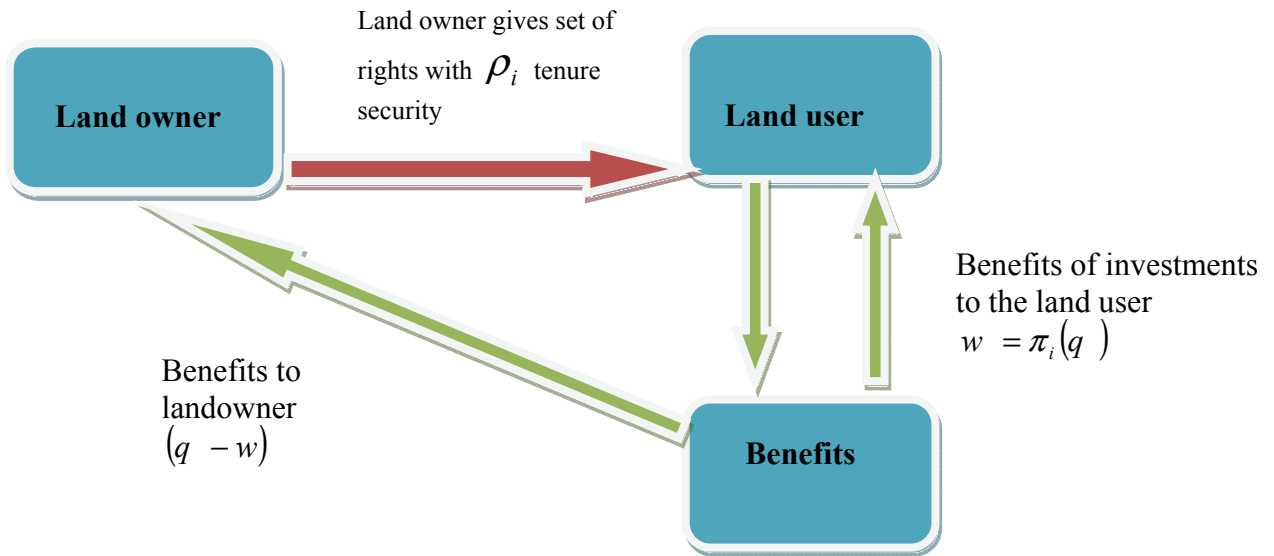 Land owner gives set of
rights with ρᵢ tenure
security
Land owner
Land user
Benefits of investments
to the land user
w = πᵢ(q )
Benefits to
landowner
(q − w)
Benefits